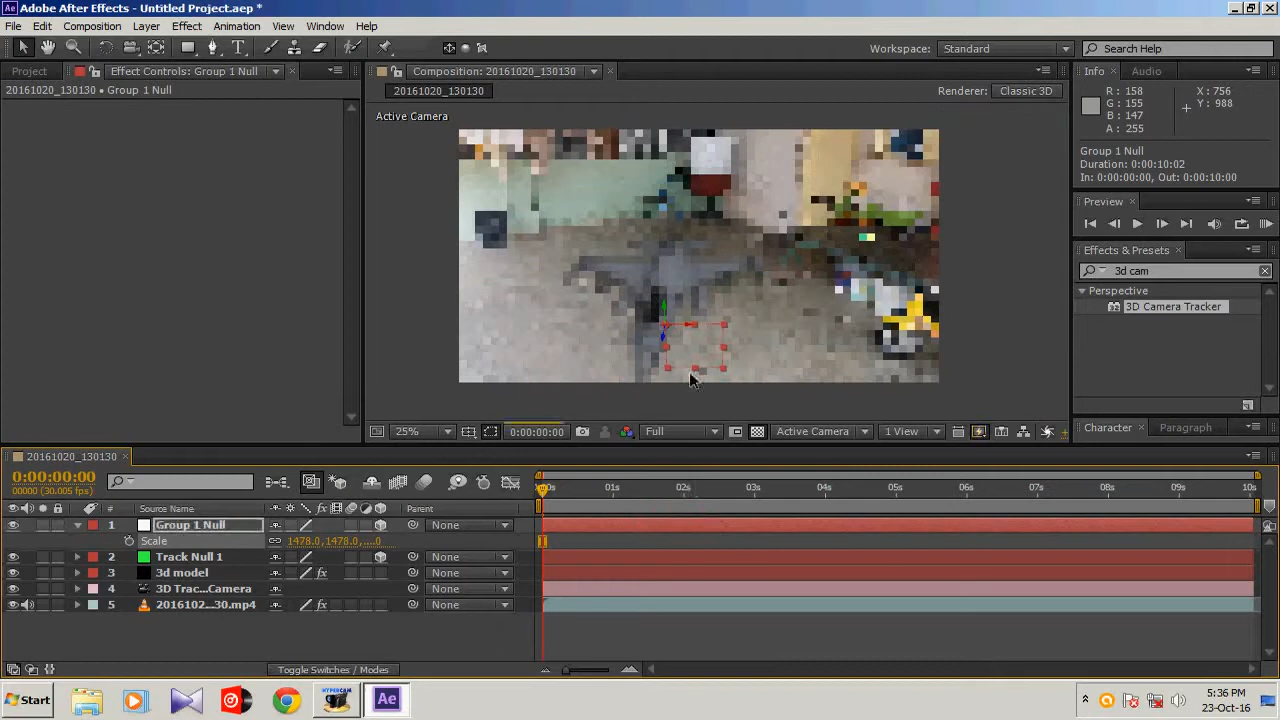 Adobe After Effects - Untitled Project.aep *
File Edit Composition Layer Effect Animation View Window Help
Workspace: Standard Search Help
Project Effect Controls: Group 1 Null Composition: 20161020_130130 Info Audio
20161020_130130 • Group 1 Null 20161020_130130 Renderer: Classic 3D
R : 158 X : 756
G : 155 Y : 988
B : 147
A : 255
Active Camera
Group 1 Null
Duration: 0:00:10:02
In: 0:00:00:00, Out: 0:00:10:00
Preview
Effects & Presets
3d cam
Perspective
3D Camera Tracker
25% 0:00:00:00 Full Active Camera 1 View
Character Paragraph
20161020_130130
0:00:00:00
00000 (30.005 fps)
01s 02s 03s 04s 05s 06s 07s 08s 09s
# Source Name Parent
1 Group 1 Null None
Scale 1478.0,1478.0,....0
2 Track Null 1 None
3 3d model None
4 3D Trac...Camera None
5 2016102...30.mp4 None
Toggle Switches / Modes
Start HYPERCAM Ae 5:36 PM
23-Oct-16